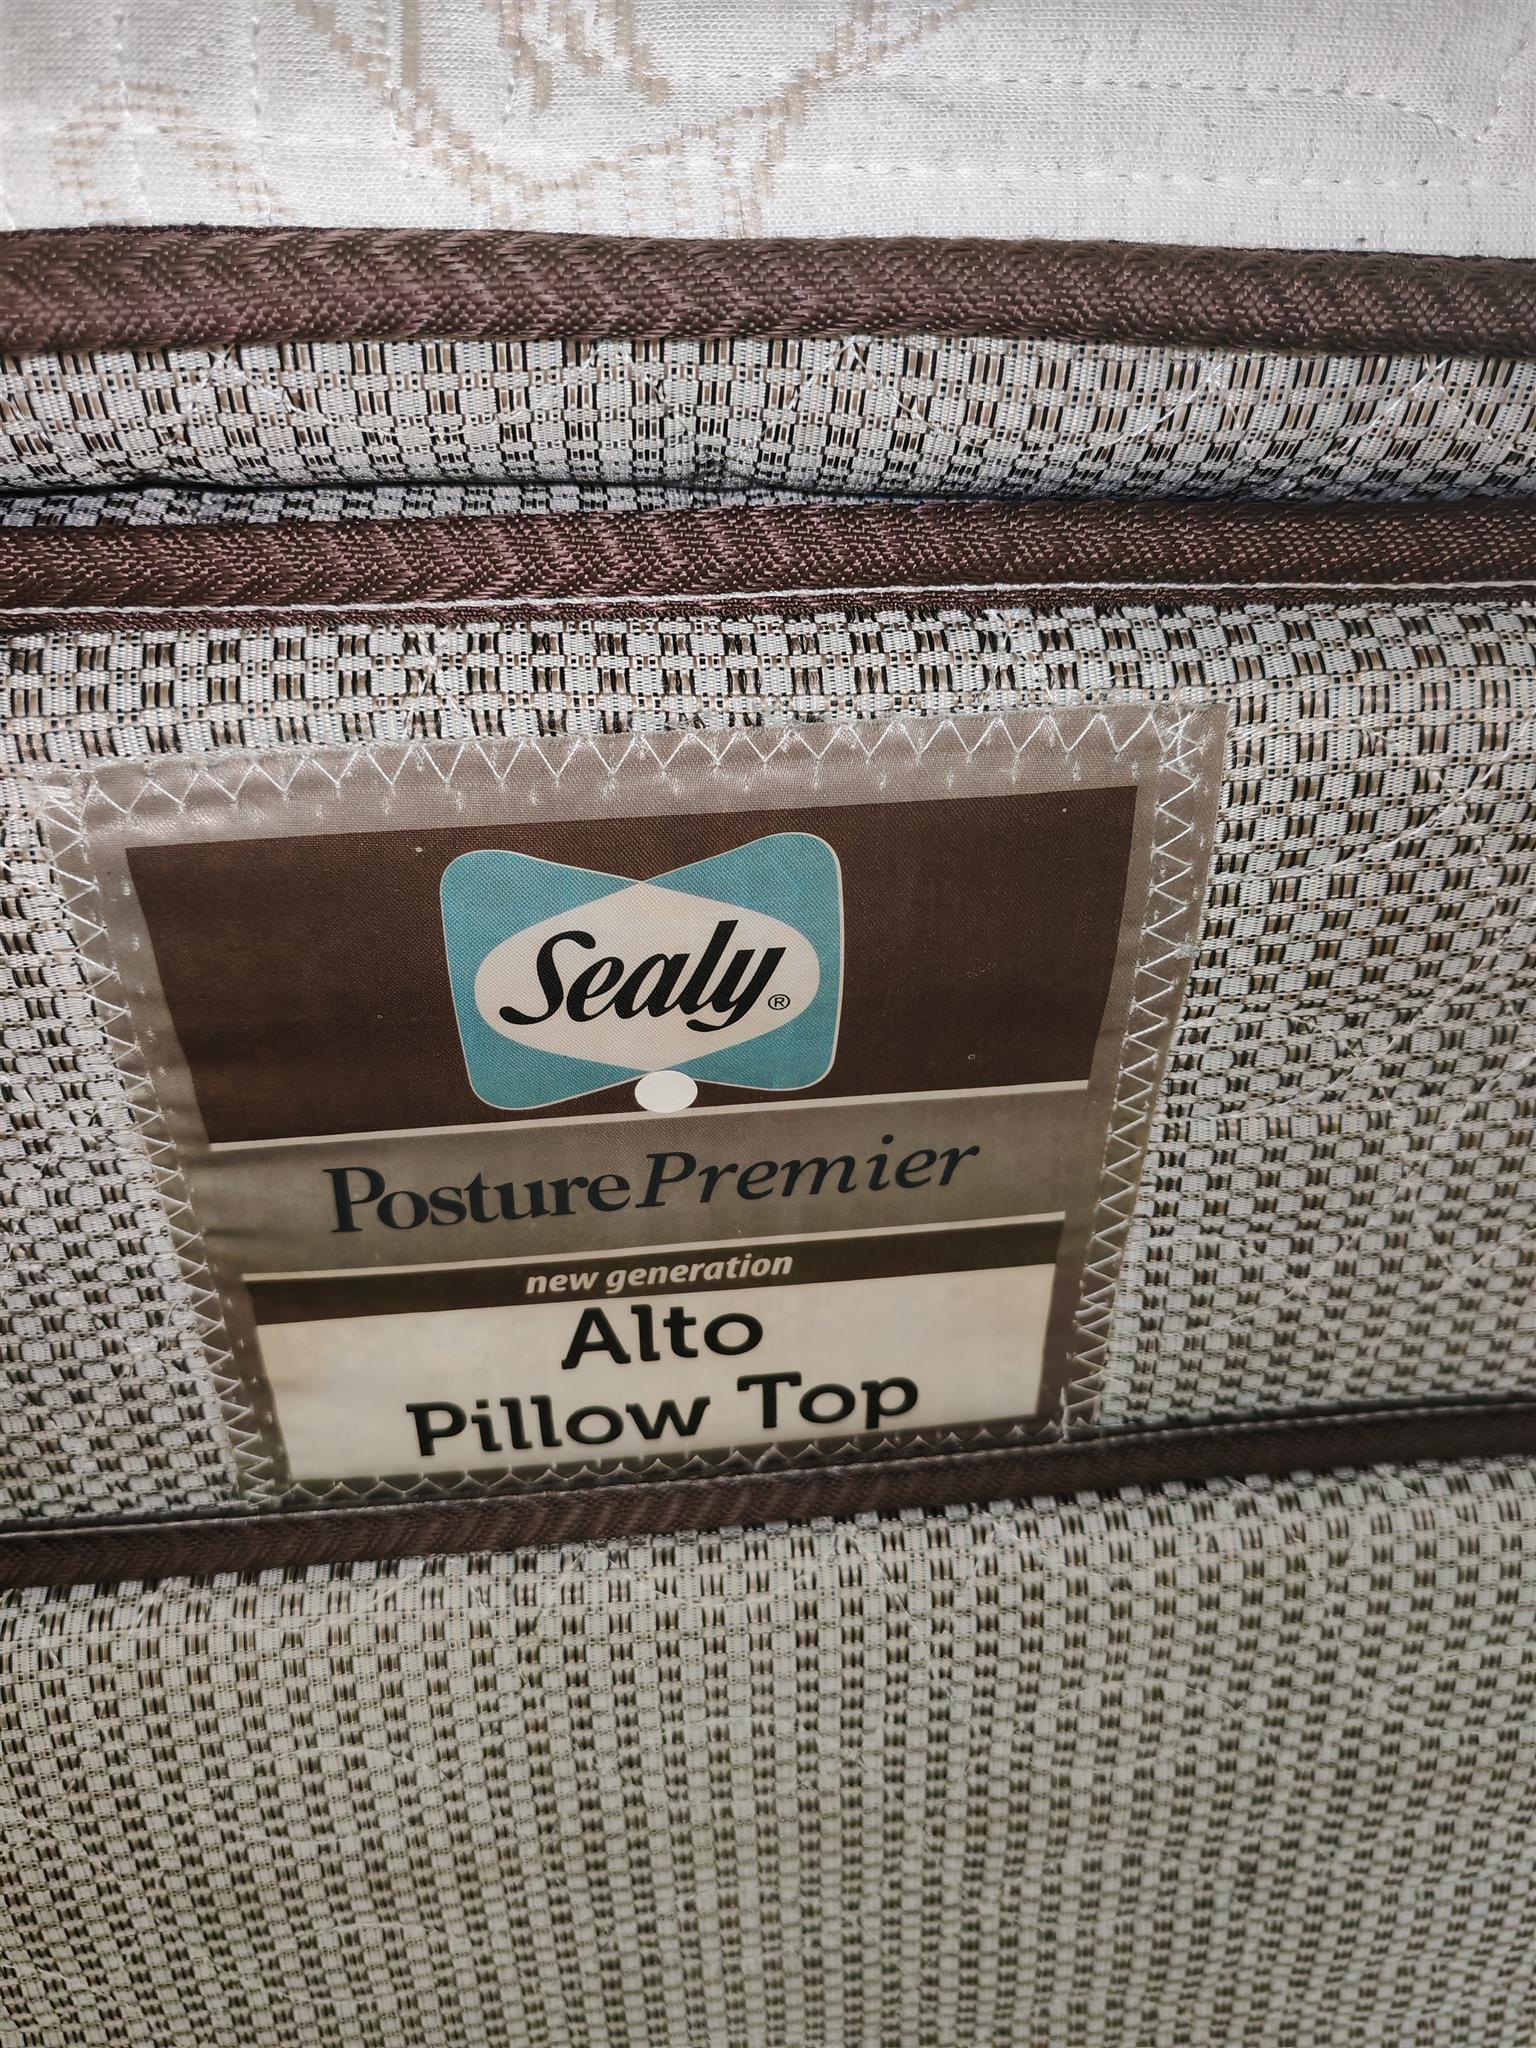 Sealy®
PosturePremier
new generation
Alto
Pillow Top